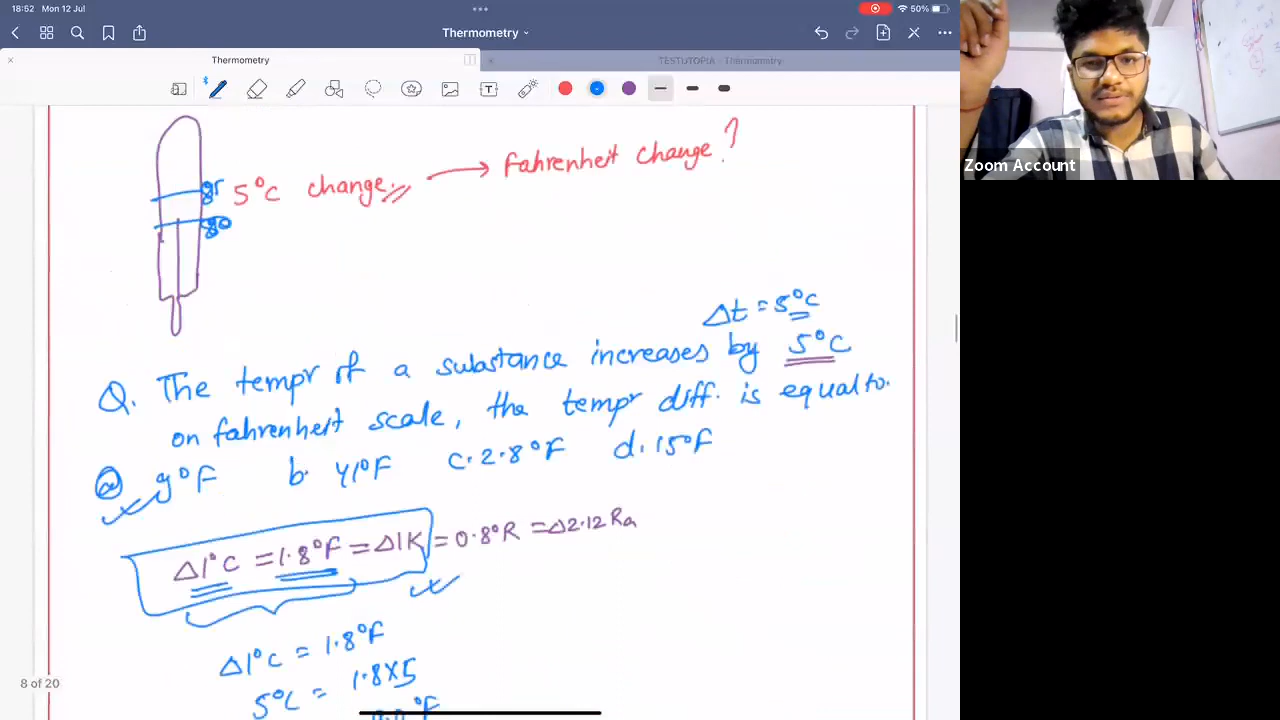 18:52 Mon 12 Jul
50%
Thermometry
Thermometry
TESTUTOPIA - Thermometry
Zoom Account
5°C change → Fahrenheit change?
Δt = 5°C
Q. The tempr of a substance increases by 5°C
on fahrenheit scale, the tempr diff. is equal to.
a 9°F b. 41°F c. 2.8°F d. 15°F
Δ1°C = 1.8°F = Δ1K = 0.8°R = Δ2.12 Ra
Δ1°C = 1.8°F
5°C = 1.8×5
°F
8 of 20